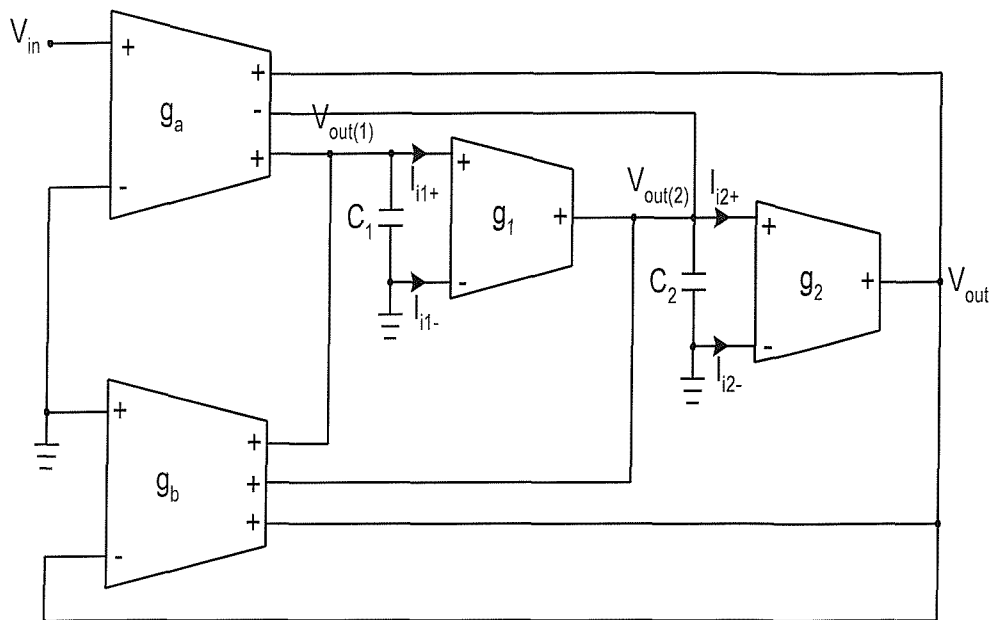 V_in
+
+
g_a
-
V_out(1)
+
-
+
I_i1+
V_out(2)
I_i2+
C_1
g_1
+
+
-
I_i1-
C_2
g_2
+
V_out
-
I_i2-
+
+
g_b
+
+
-